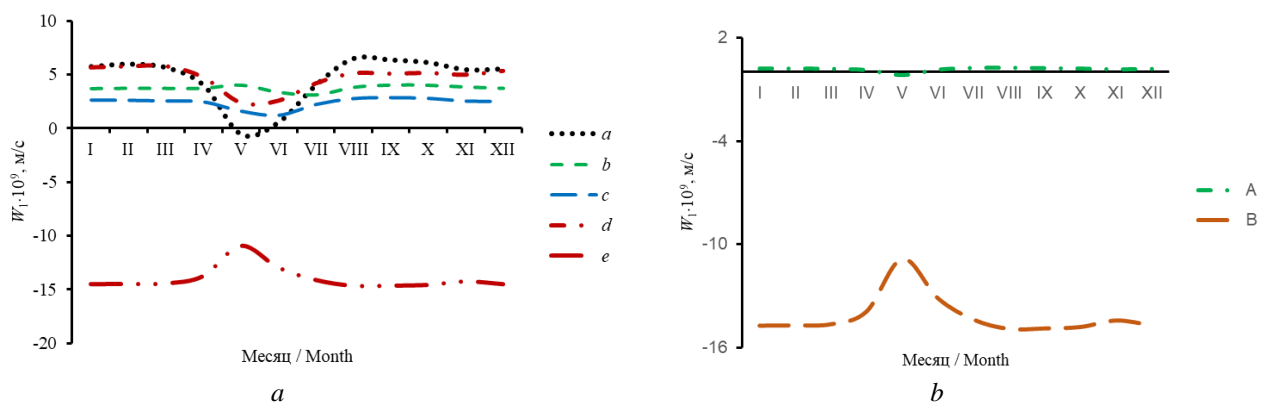 10
5
0
-5
-10
-15
-20
W₁·10⁹, м/с
I II III IV V VI VII VIII IX X XI XII
Месяц / Month
a
b
c
d
e
a
2
-4
-10
-16
W₁·10⁹, м/с
I II III IV V VI VII VIII IX X XI XII
Месяц / Month
A
B
b